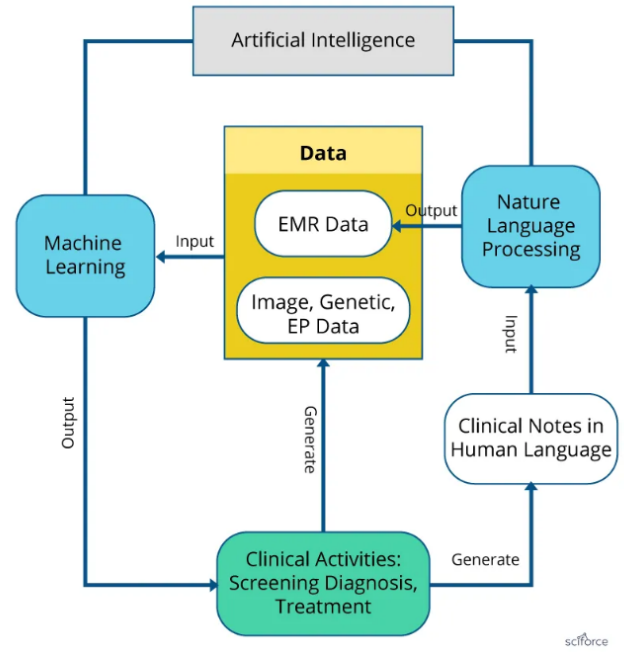 Artificial Intelligence
Data
EMR Data
Image, Genetic,
EP Data
Machine
Learning
Input
Output
Nature
Language
Processing
Output
Input
Clinical Notes in
Human Language
Generate
Generate
Clinical Activities:
Screening Diagnosis,
Treatment
sciforce